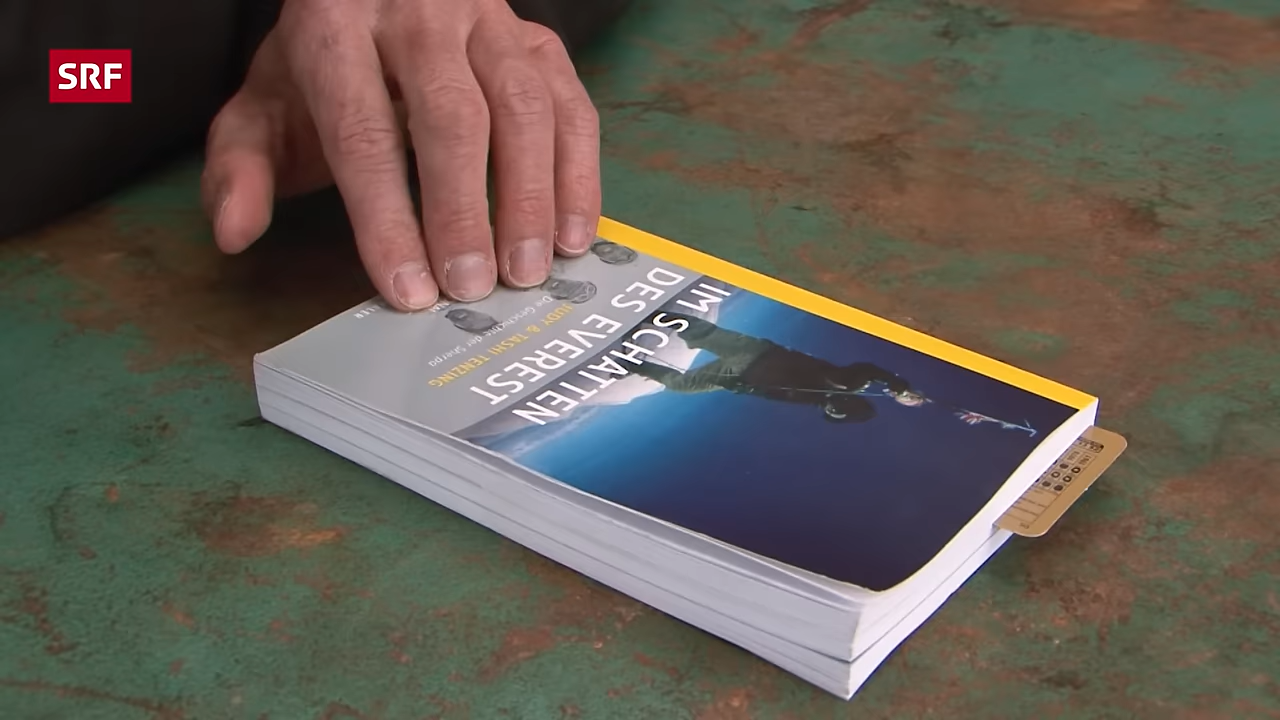 SRF
IM SCHATTEN
DES EVEREST
JUDY & TASHI TENZING
Die Geschichte der Sherpa